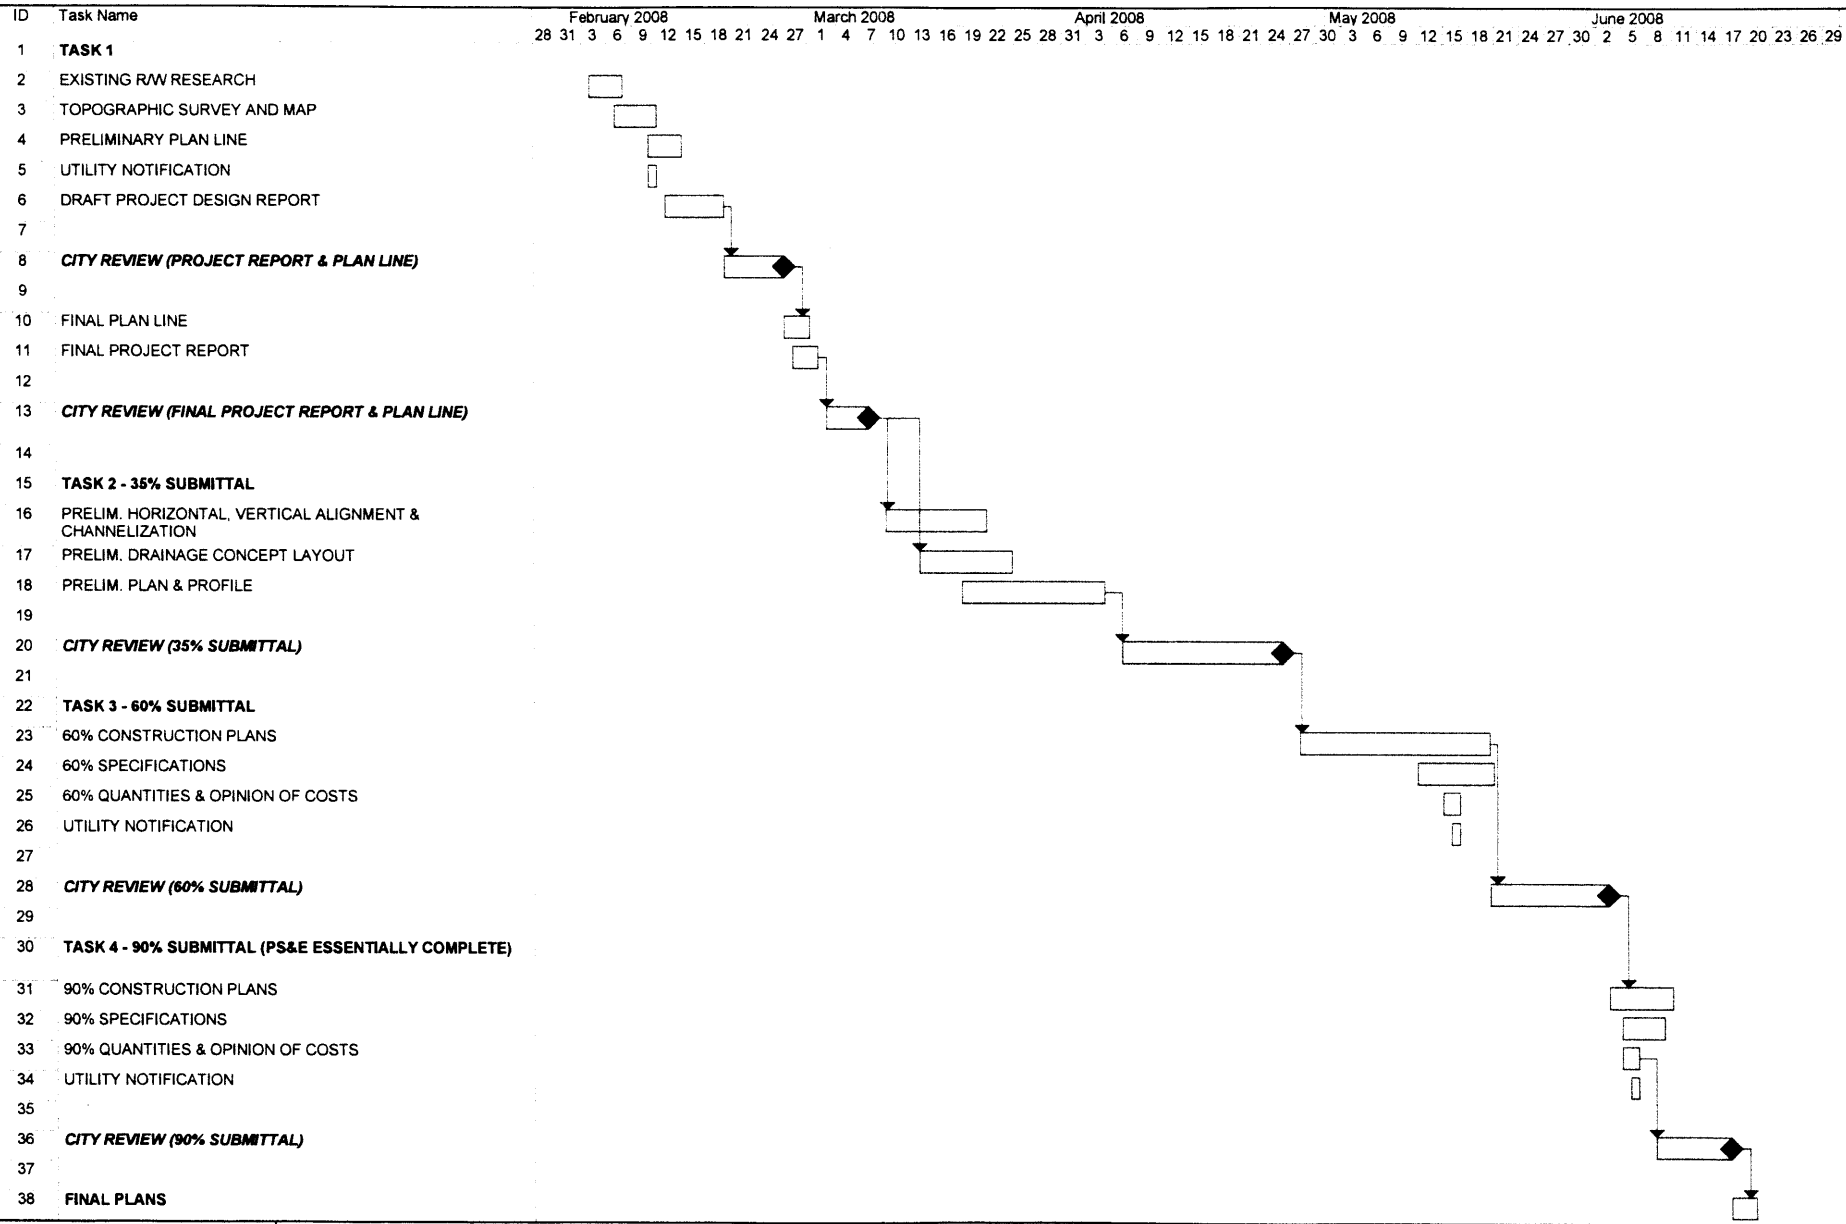 ID Task Name February 2008 March 2008 April 2008 May 2008 June 2008
28 31 3 6 9 12 15 18 21 24 27 1 4 7 10 13 16 19 22 25 28 31 3 6 9 12 15 18 21 24 27 30 3 6 9 12 15 18 21 24 27 30 2 5 8 11 14 17 20 23 26 29
1 TASK 1
2 EXISTING R/W RESEARCH
3 TOPOGRAPHIC SURVEY AND MAP
4 PRELIMINARY PLAN LINE
5 UTILITY NOTIFICATION
6 DRAFT PROJECT DESIGN REPORT
7
8 CITY REVIEW (PROJECT REPORT & PLAN LINE)
9
10 FINAL PLAN LINE
11 FINAL PROJECT REPORT
12
13 CITY REVIEW (FINAL PROJECT REPORT & PLAN LINE)
14
15 TASK 2 - 35% SUBMITTAL
16 PRELIM. HORIZONTAL, VERTICAL ALIGNMENT &
CHANNELIZATION
17 PRELIM. DRAINAGE CONCEPT LAYOUT
18 PRELIM. PLAN & PROFILE
19
20 CITY REVIEW (35% SUBMITTAL)
21
22 TASK 3 - 60% SUBMITTAL
23 60% CONSTRUCTION PLANS
24 60% SPECIFICATIONS
25 60% QUANTITIES & OPINION OF COSTS
26 UTILITY NOTIFICATION
27
28 CITY REVIEW (60% SUBMITTAL)
29
30 TASK 4 - 90% SUBMITTAL (PS&E ESSENTIALLY COMPLETE)
31 90% CONSTRUCTION PLANS
32 90% SPECIFICATIONS
33 90% QUANTITIES & OPINION OF COSTS
34 UTILITY NOTIFICATION
35
36 CITY REVIEW (90% SUBMITTAL)
37
38 FINAL PLANS